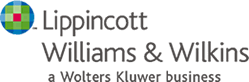 Lippincott
Williams & Wilkins
a Wolters Kluwer business